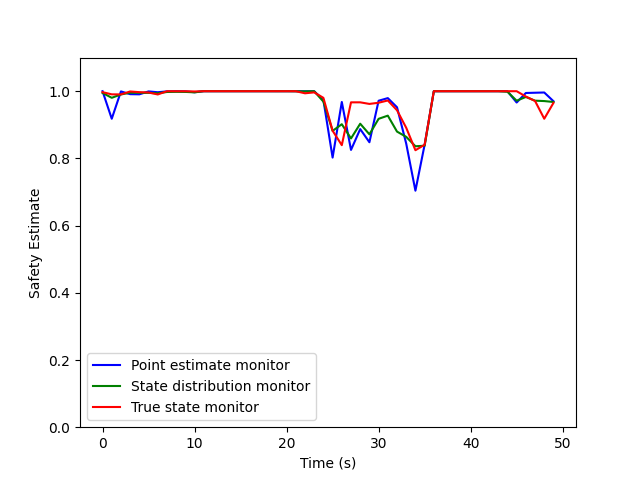 1.0
0.8
0.6
0.4
0.2
0.0
Safety Estimate
Point estimate monitor
State distribution monitor
True state monitor
0 10 20 30 40 50
Time (s)